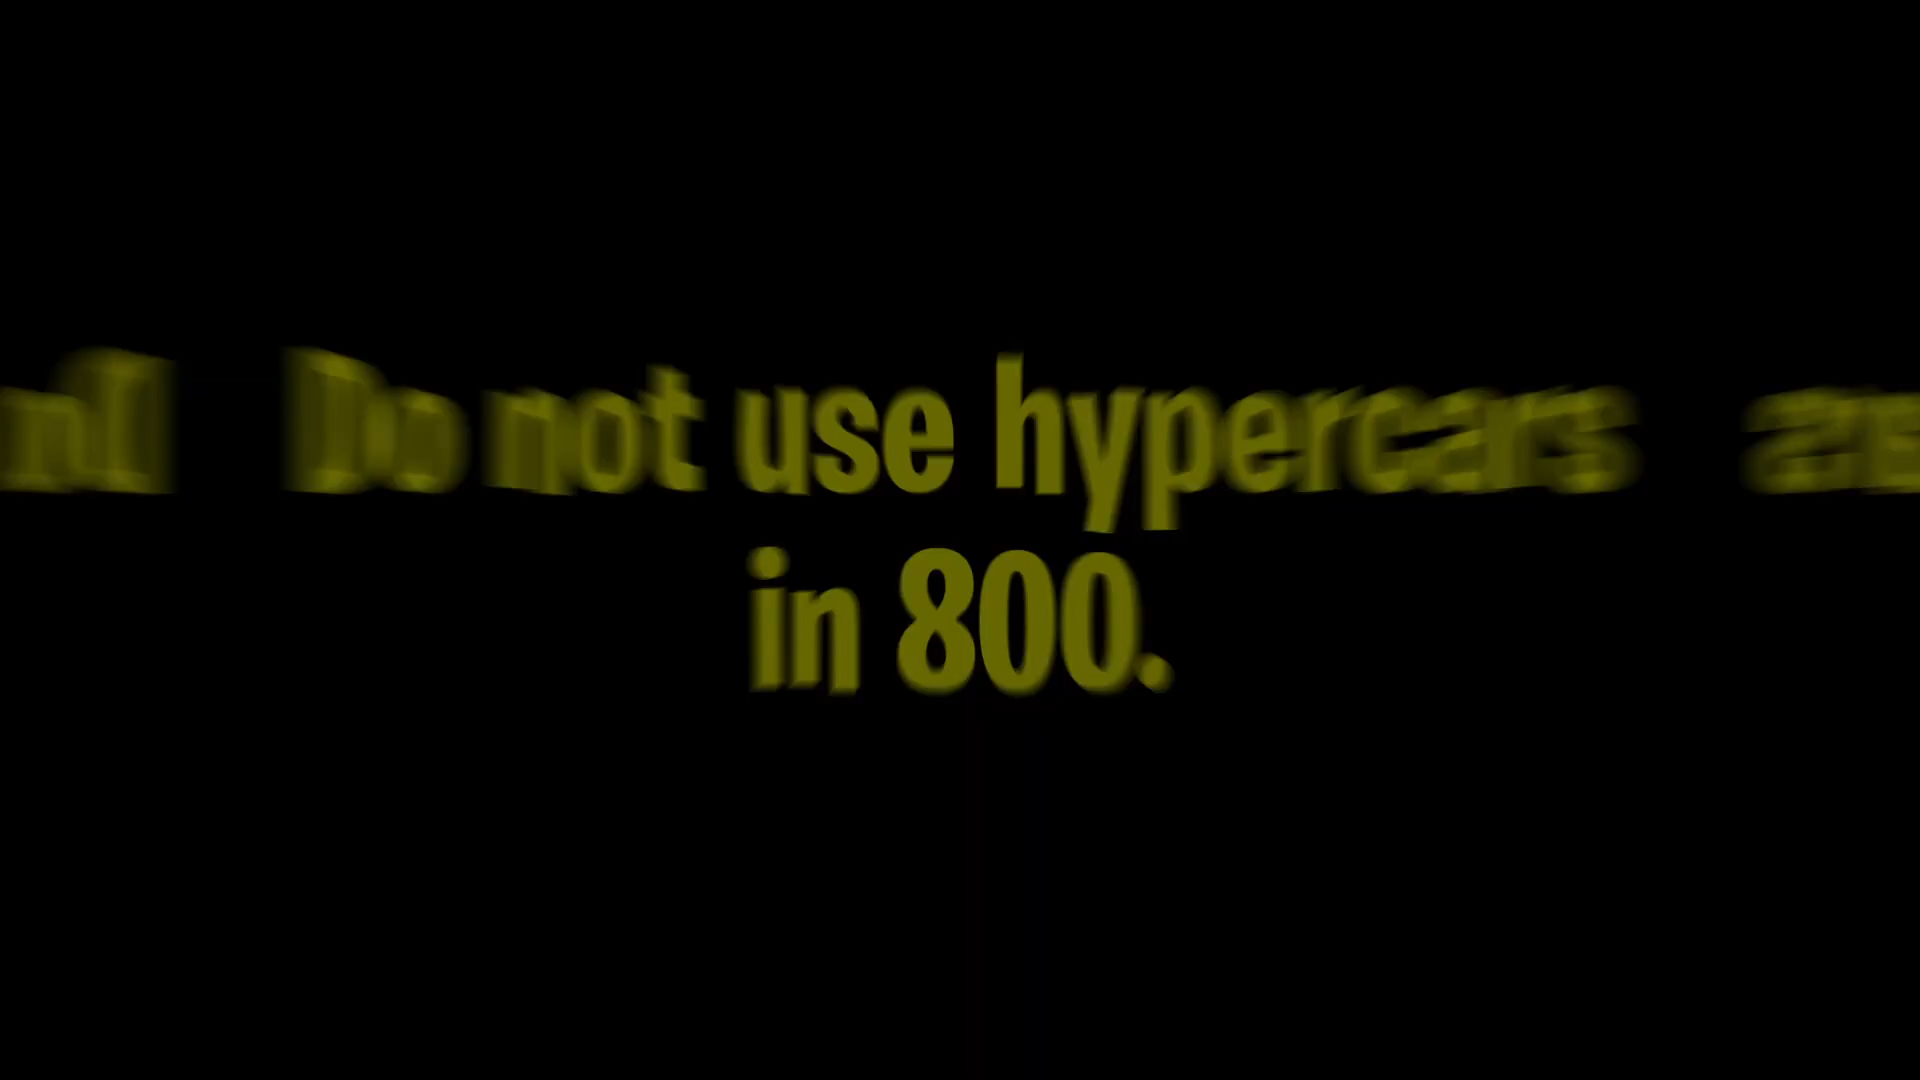 Do not use hypercars
in 800.